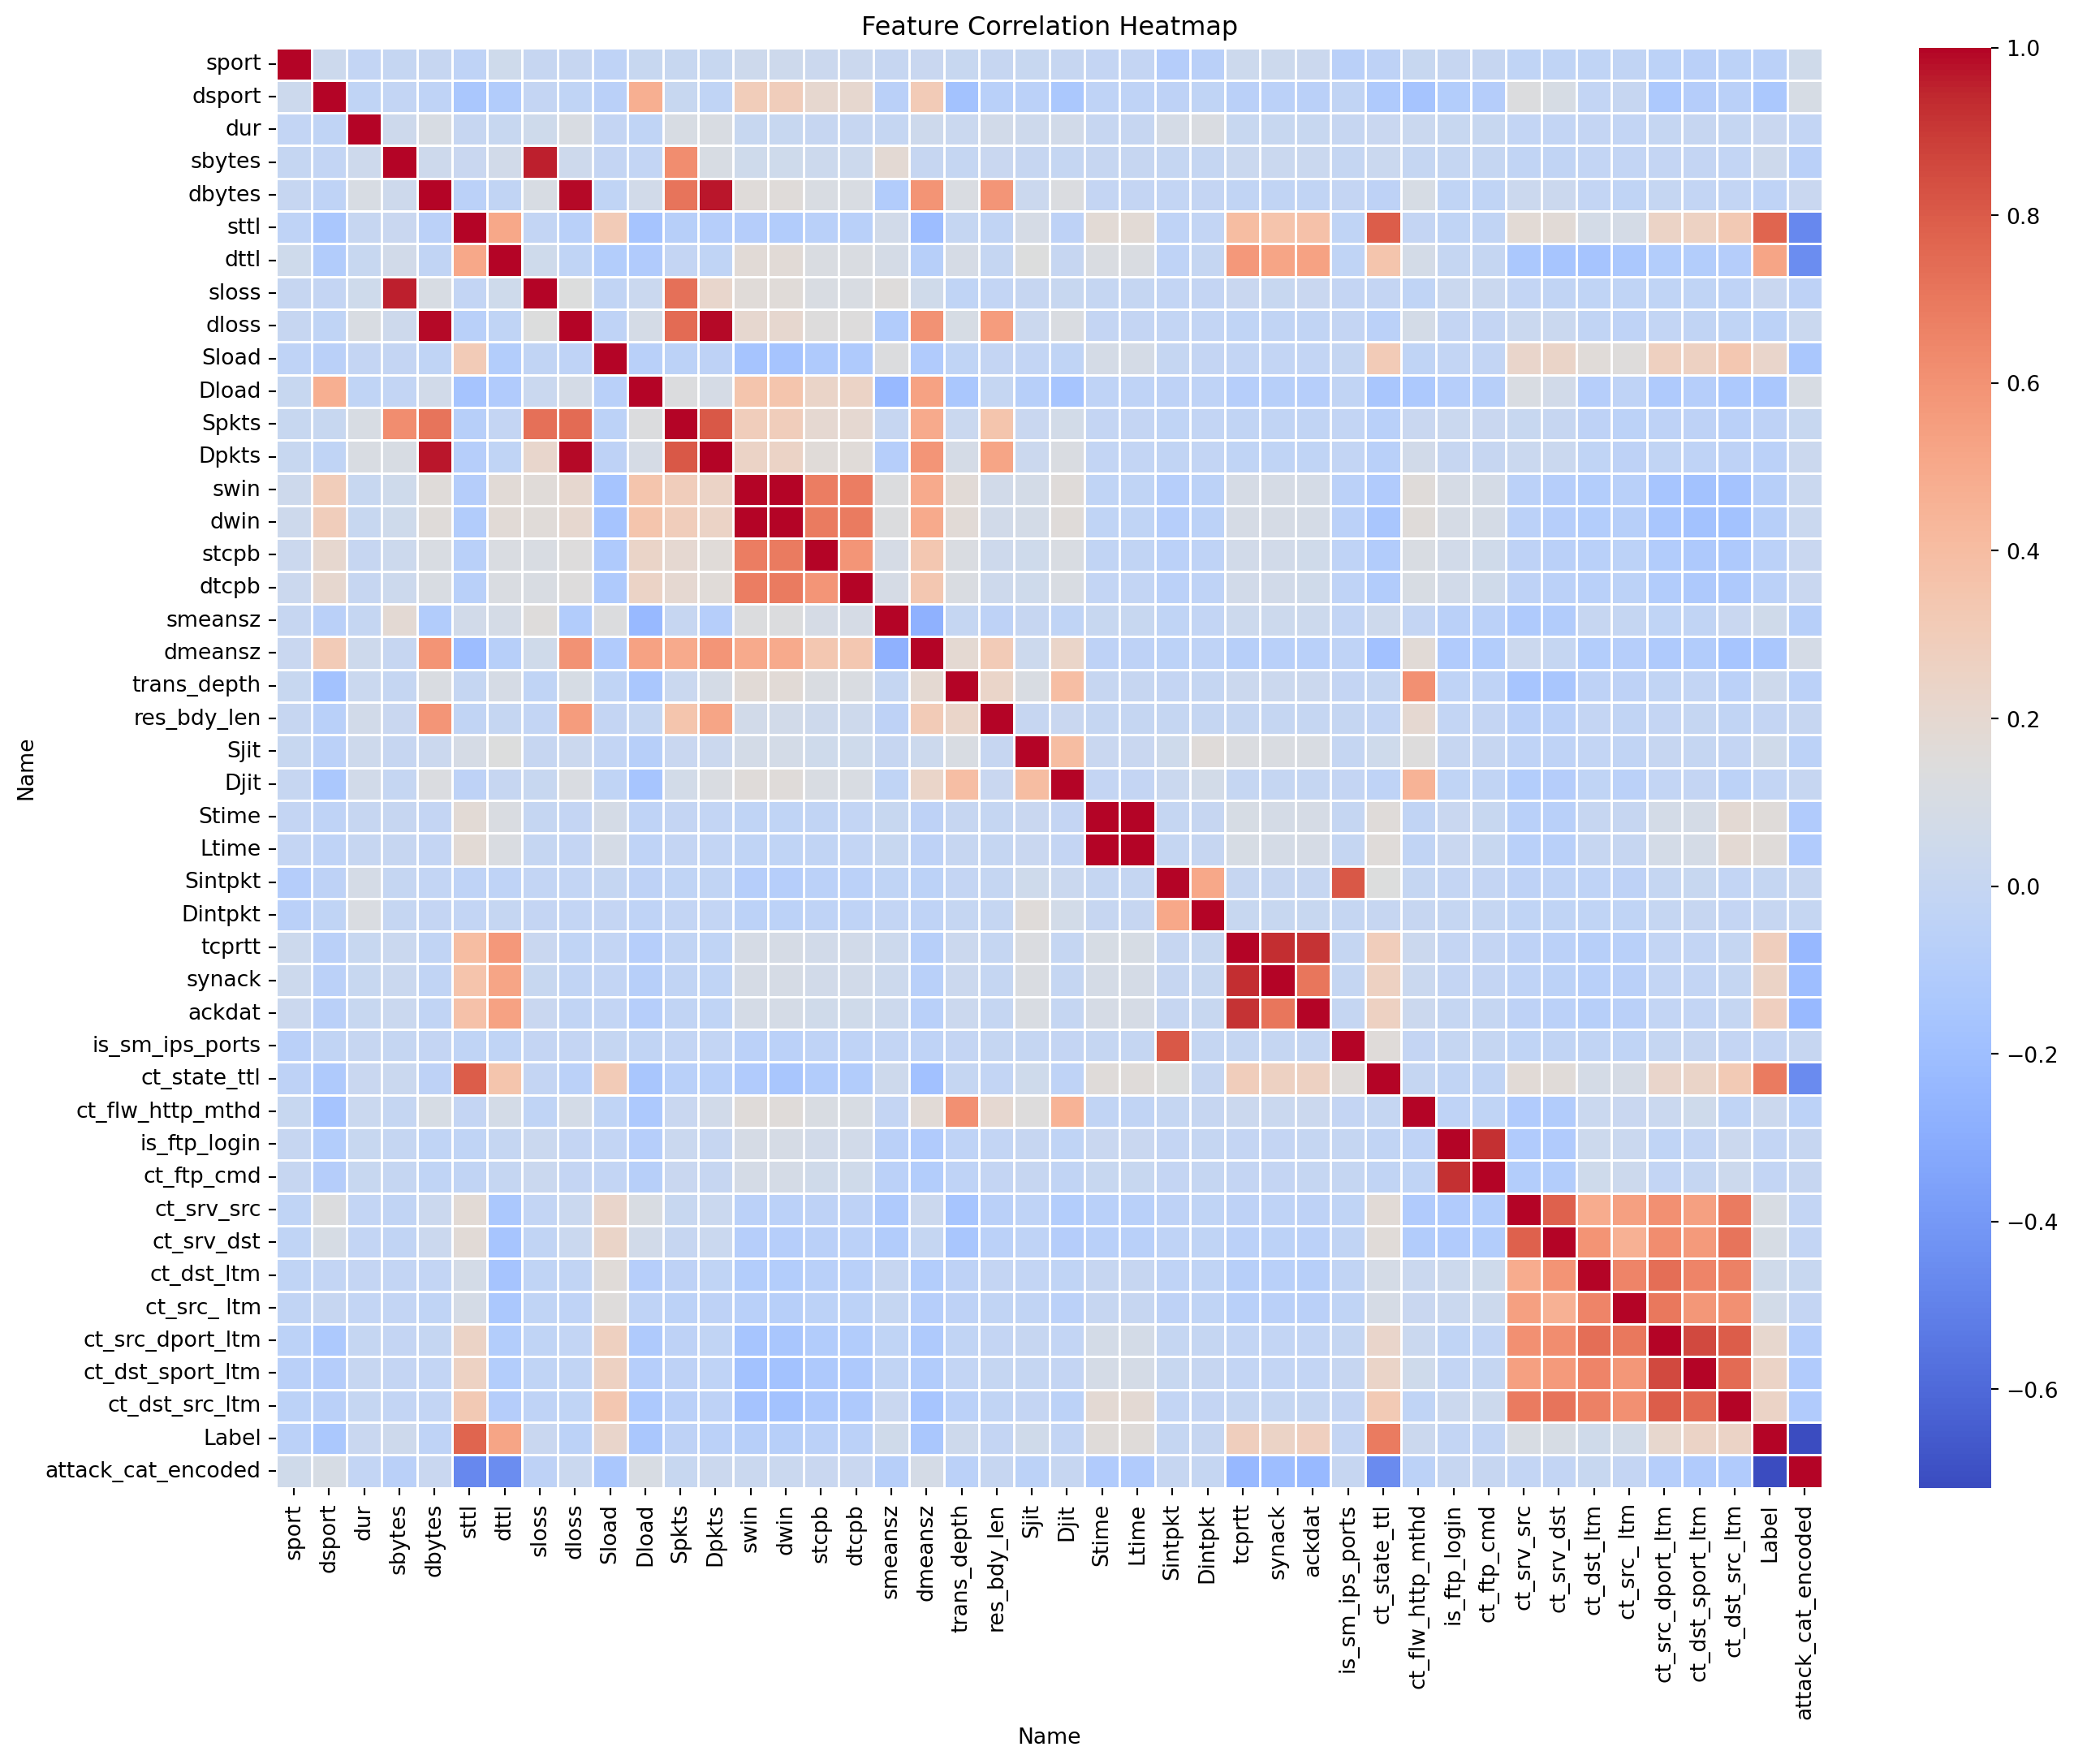 Feature Correlation Heatmap
sport
dsport
dur
sbytes
dbytes
sttl
dttl
sloss
dloss
Sload
Dload
Spkts
Dpkts
swin
dwin
stcpb
dtcpb
smeansz
dmeansz
trans_depth
res_bdy_len
Sjit
Djit
Stime
Ltime
Sintpkt
Dintpkt
tcprtt
synack
ackdat
is_sm_ips_ports
ct_state_ttl
ct_flw_http_mthd
is_ftp_login
ct_ftp_cmd
ct_srv_src
ct_srv_dst
ct_dst_ltm
ct_src_ ltm
ct_src_dport_ltm
ct_dst_sport_ltm
ct_dst_src_ltm
Label
attack_cat_encoded
Name
sport
dsport
dur
sbytes
dbytes
sttl
dttl
sloss
dloss
Sload
Dload
Spkts
Dpkts
swin
dwin
stcpb
dtcpb
smeansz
dmeansz
trans_depth
res_bdy_len
Sjit
Djit
Stime
Ltime
Sintpkt
Dintpkt
tcprtt
synack
ackdat
is_sm_ips_ports
ct_state_ttl
ct_flw_http_mthd
is_ftp_login
ct_ftp_cmd
ct_srv_src
ct_srv_dst
ct_dst_ltm
ct_src_ ltm
ct_src_dport_ltm
ct_dst_sport_ltm
ct_dst_src_ltm
Label
attack_cat_encoded
Name
1.0
0.8
0.6
0.4
0.2
0.0
−0.2
−0.4
−0.6